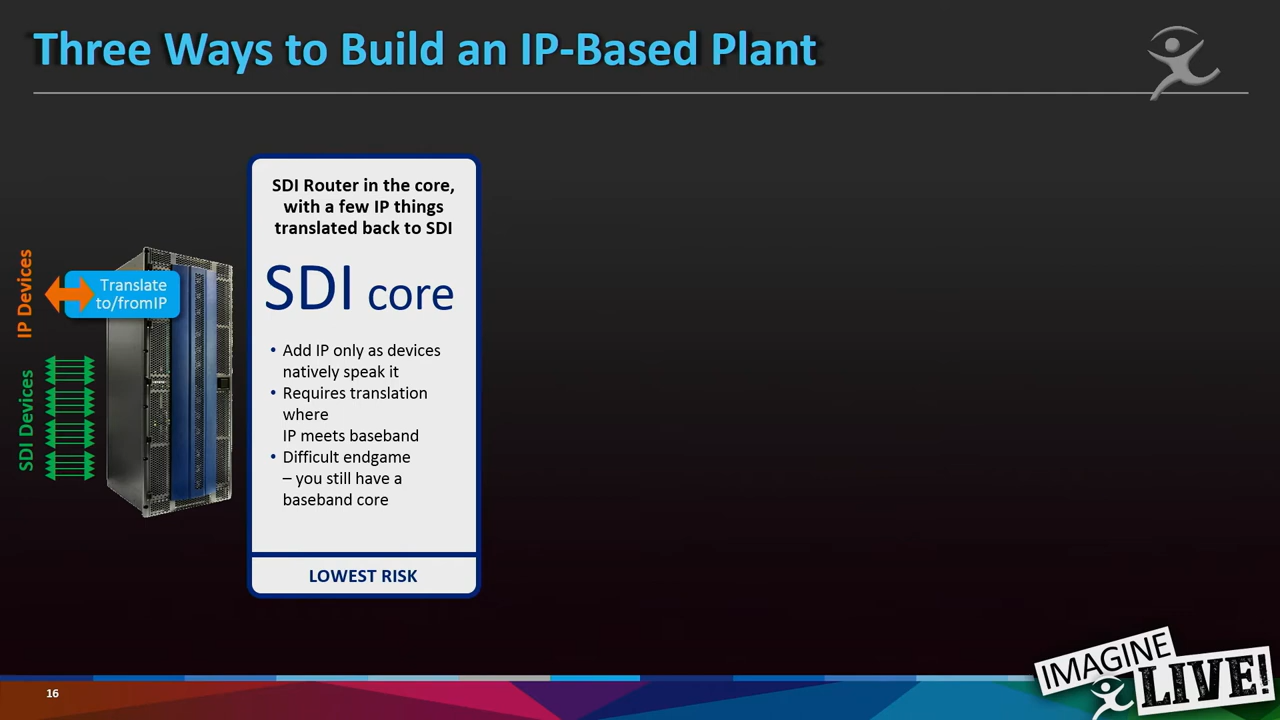 Three Ways to Build an IP-Based Plant
IP Devices
SDI Devices
Translate
to/fromIP
SDI Router in the core,
with a few IP things
translated back to SDI
SDI core
• Add IP only as devices
natively speak it
• Requires translation
where
IP meets baseband
• Difficult endgame
– you still have a
baseband core
LOWEST RISK
16
IMAGINE
LIVE!